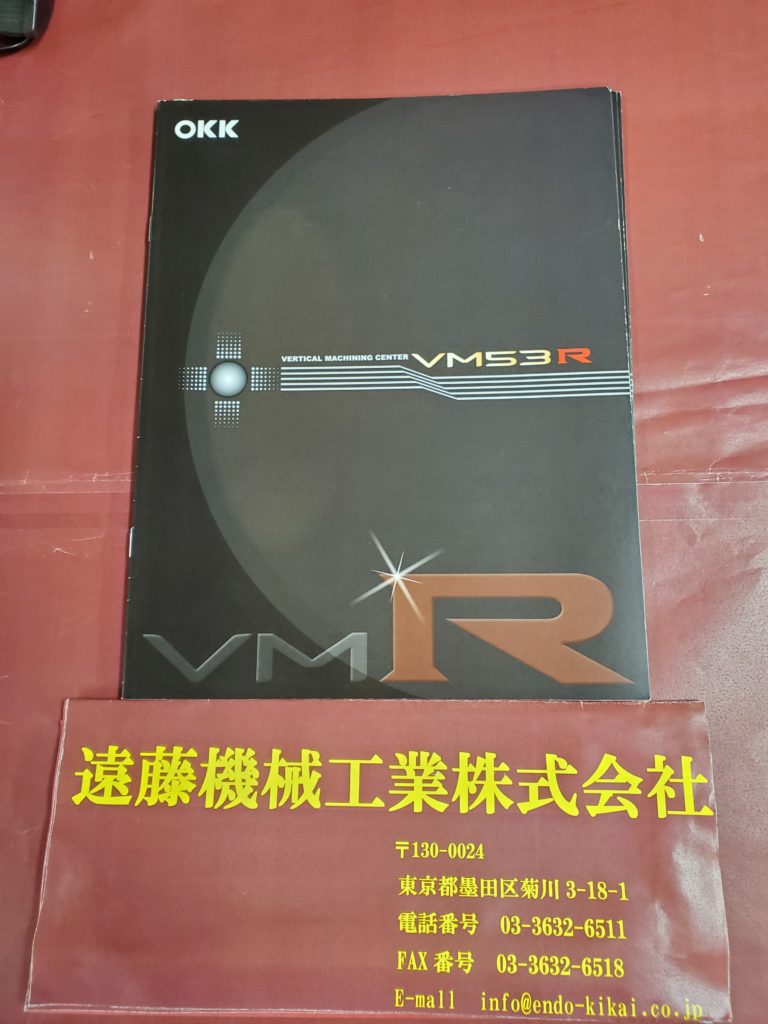 OKK
VERTICAL MACHINING CENTER VM53R
VMR
遠藤機械工業株式会社
〒130-0024
東京都墨田区菊川 3-18-1
電話番号 03-3632-6511
FAX 番号 03-3632-6518
E-mall info@endo-kikai.co.jp